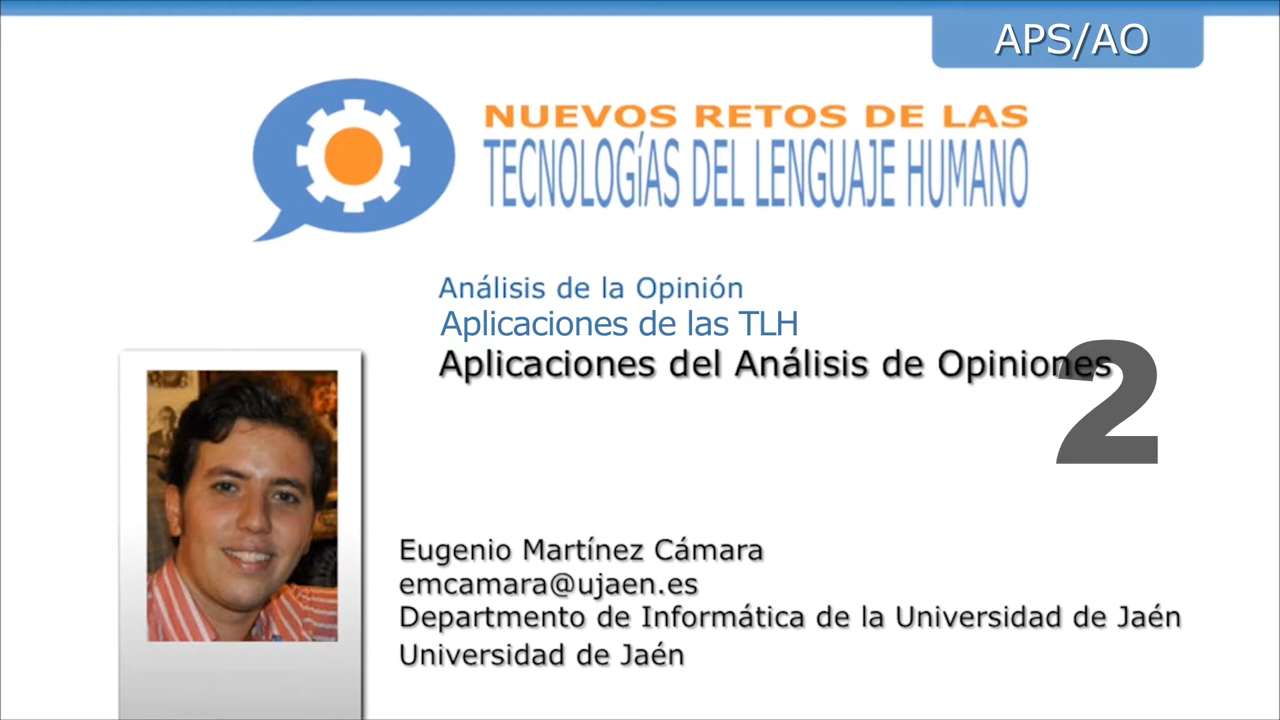 APS/AO
NUEVOS RETOS DE LAS
TECNOLOGÍAS DEL LENGUAJE HUMANO
Análisis de la Opinión
Aplicaciones de las TLH
Aplicaciones del Análisis de Opiniones
2
Eugenio Martínez Cámara
emcamara@ujaen.es
Departmento de Informática de la Universidad de Jaén
Universidad de Jaén